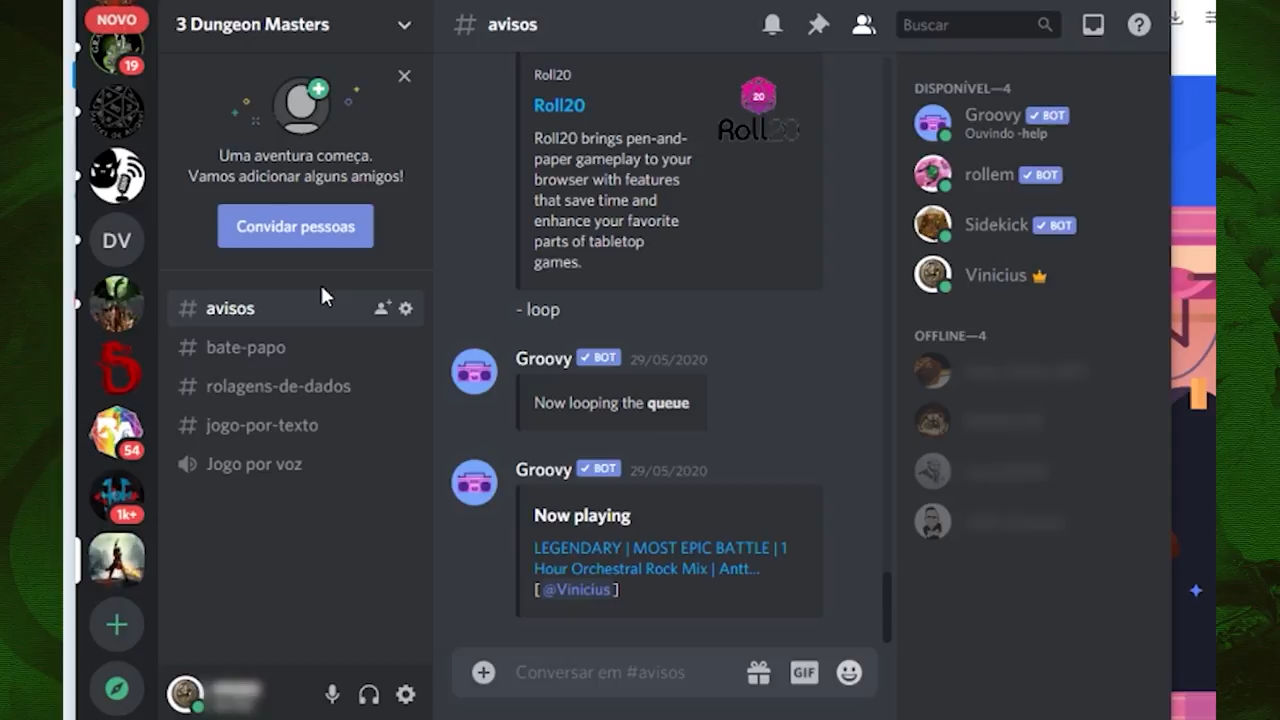 NOVO
19
DV
54
1k+
3 Dungeon Masters
Uma aventura começa.
Vamos adicionar alguns amigos!
Convidar pessoas
# avisos
# bate-papo
# rolagens-de-dados
# jogo-por-texto
Jogo por voz
# avisos
Buscar
Roll20
Roll20
Roll20 brings pen-and-
paper gameplay to your
browser with features
that save time and
enhance your favorite
parts of tabletop
games.
20
Roll20
- loop
Groovy ✓ BOT 29/05/2020
Now looping the queue
Groovy ✓ BOT 29/05/2020
Now playing
LEGENDARY | MOST EPIC BATTLE | 1
Hour Orchestral Rock Mix | Antt...
[ @Vinicius ]
Conversar em #avisos
GIF
DISPONÍVEL—4
Groovy ✓ BOT
Ouvindo -help
rollem ✓ BOT
Sidekick ✓ BOT
Vinicius
OFFLINE—4